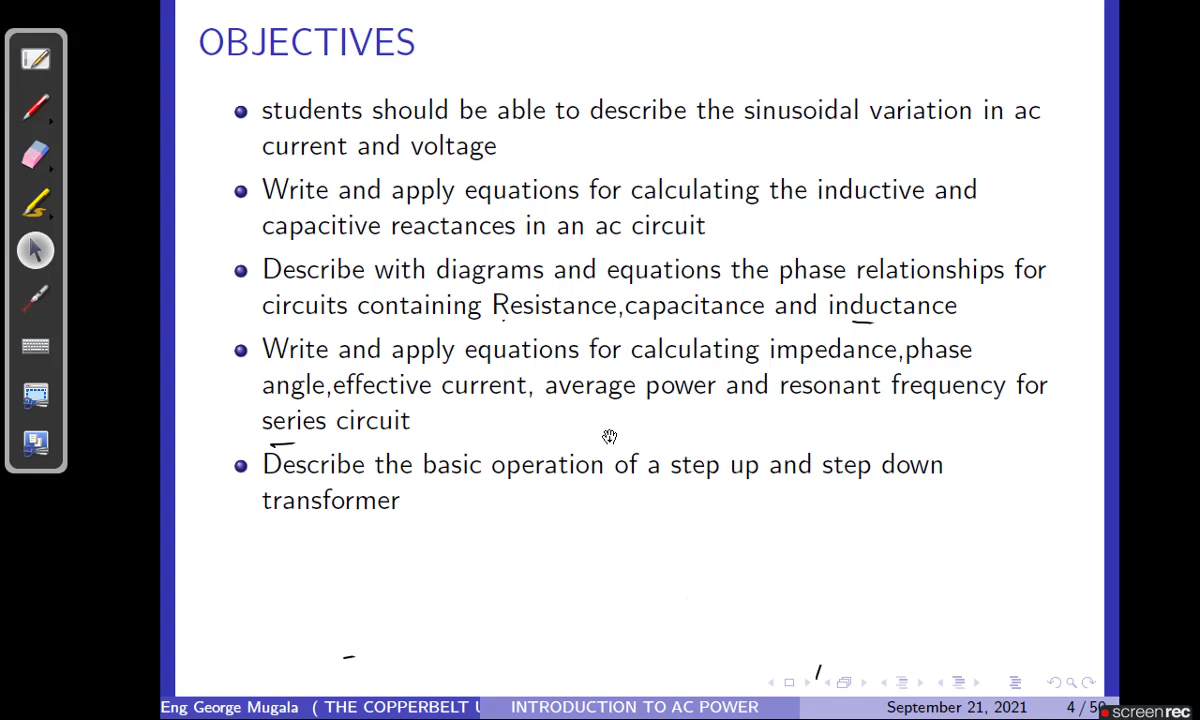 OBJECTIVES
students should be able to describe the sinusoidal variation in ac
current and voltage
Write and apply equations for calculating the inductive and
capacitive reactances in an ac circuit
Describe with diagrams and equations the phase relationships for
circuits containing Resistance,capacitance and inductance
Write and apply equations for calculating impedance,phase
angle,effective current, average power and resonant frequency for
series circuit
Describe the basic operation of a step up and step down
transformer
Eng George Mugala ( THE COPPERBELT U INTRODUCTION TO AC POWER September 21, 2021 4 / 
screenrec